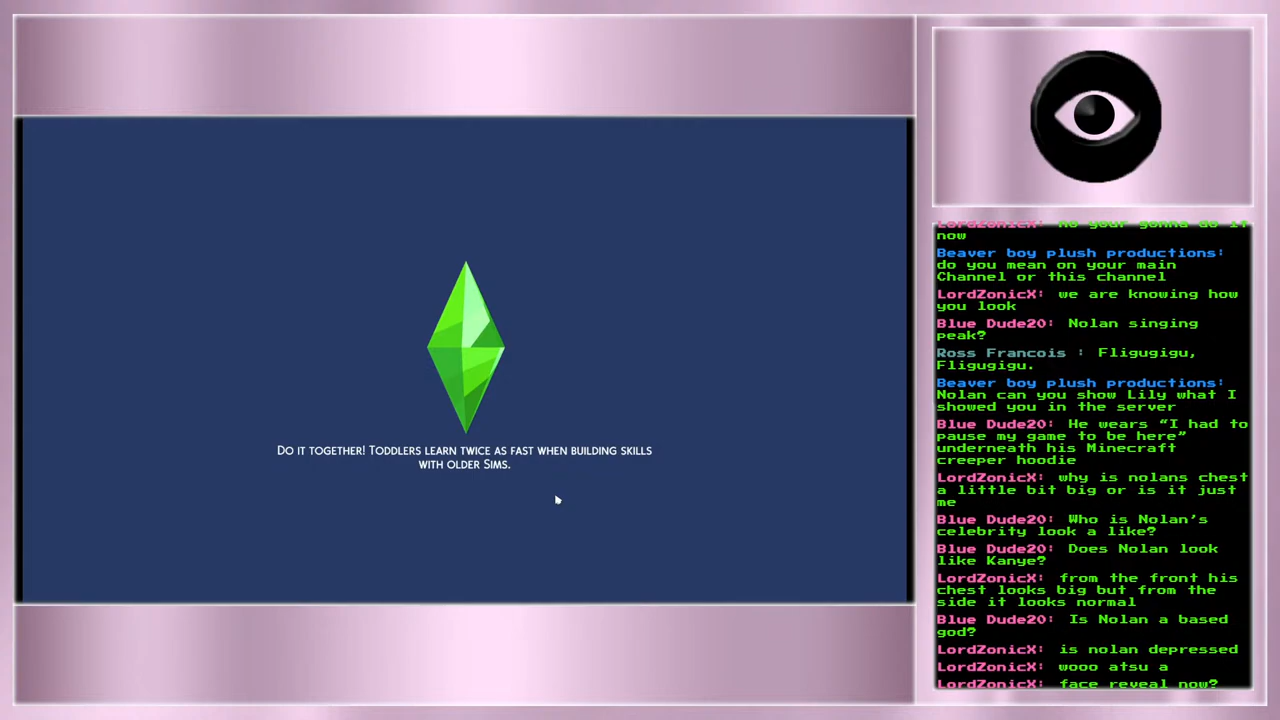 Do it together! Toddlers learn twice as fast when building skills
with older Sims.
LordZonicX: no your gonna do it
now
Beaver boy plush productions:
do you mean on your main
Channel or this channel
LordZonicX: we are knowing how
you look
Blue Dude20: Nolan singing
peak?
Ross Francois : Fligugigu,
Fligugigu.
Beaver boy plush productions:
Nolan can you show Lily what I
showed you in the server
Blue Dude20: He wears “I had to
pause my game to be here”
underneath his Minecraft
creeper hoodie
LordZonicX: why is nolans chest
a little bit big or is it just
me
Blue Dude20: Who is Nolan’s
celebrity look a like?
Blue Dude20: Does Nolan look
like Kanye?
LordZonicX: from the front his
chest looks big but from the
side it looks normal
Blue Dude20: Is Nolan a based
god?
LordZonicX: is nolan depressed
LordZonicX: wooo atsu a
LordZonicX: face reveal now?